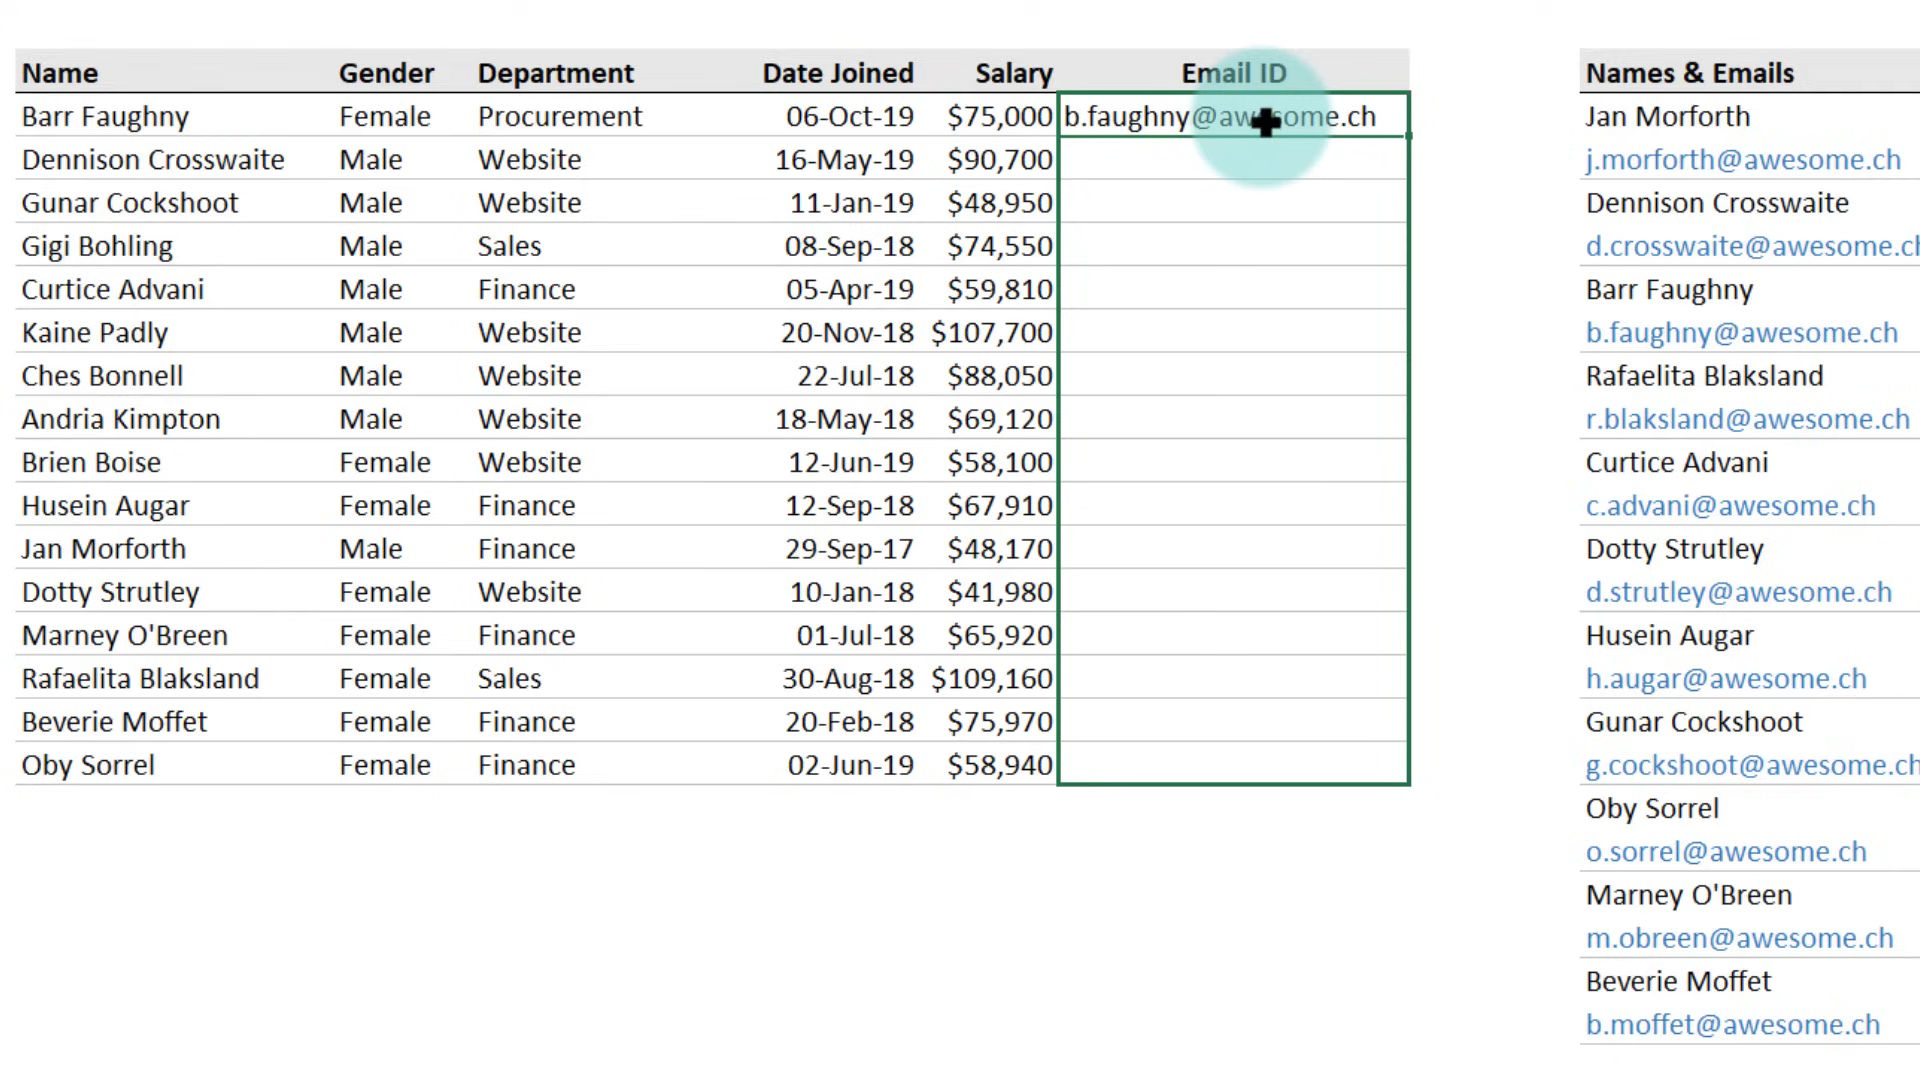 Name Gender Department Date Joined Salary Email ID
Barr Faughny Female Procurement 06-Oct-19 $75,000 b.faughny@awesome.ch
Dennison Crosswaite Male Website 16-May-19 $90,700
Gunar Cockshoot Male Website 11-Jan-19 $48,950
Gigi Bohling Male Sales 08-Sep-18 $74,550
Curtice Advani Male Finance 05-Apr-19 $59,810
Kaine Padly Male Website 20-Nov-18 $107,700
Ches Bonnell Male Website 22-Jul-18 $88,050
Andria Kimpton Male Website 18-May-18 $69,120
Brien Boise Female Website 12-Jun-19 $58,100
Husein Augar Female Finance 12-Sep-18 $67,910
Jan Morforth Male Finance 29-Sep-17 $48,170
Dotty Strutley Female Website 10-Jan-18 $41,980
Marney O'Breen Female Finance 01-Jul-18 $65,920
Rafaelita Blaksland Female Sales 30-Aug-18 $109,160
Beverie Moffet Female Finance 20-Feb-18 $75,970
Oby Sorrel Female Finance 02-Jun-19 $58,940
Names & Emails
Jan Morforth
j.morforth@awesome.ch
Dennison Crosswaite
d.crosswaite@awesome.ch
Barr Faughny
b.faughny@awesome.ch
Rafaelita Blaksland
r.blaksland@awesome.ch
Curtice Advani
c.advani@awesome.ch
Dotty Strutley
d.strutley@awesome.ch
Husein Augar
h.augar@awesome.ch
Gunar Cockshoot
g.cockshoot@awesome.ch
Oby Sorrel
o.sorrel@awesome.ch
Marney O'Breen
m.obreen@awesome.ch
Beverie Moffet
b.moffet@awesome.ch